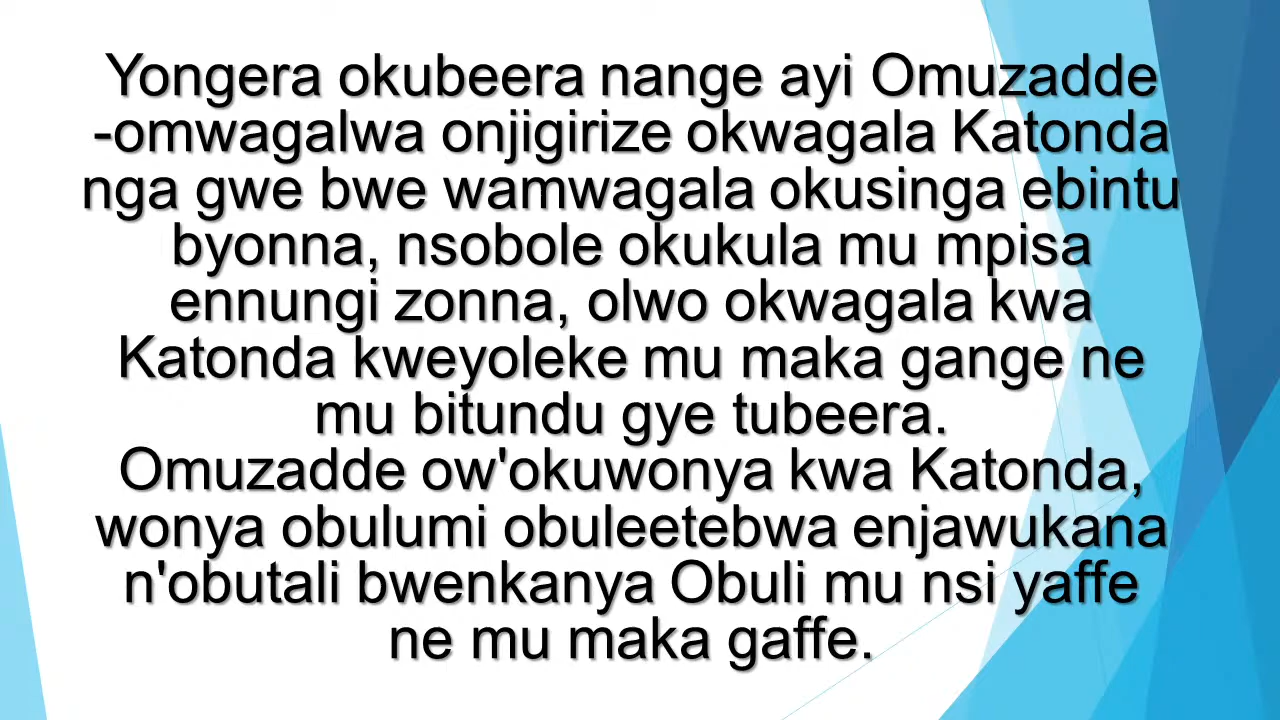 Yongera okubeera nange ayi Omuzadde
-omwagalwa onjigirize okwagala Katonda
nga gwe bwe wamwagala okusinga ebintu
byonna, nsobole okukula mu mpisa
ennungi zonna, olwo okwagala kwa
Katonda kweyoleke mu maka gange ne
mu bitundu gye tubeera.
Omuzadde ow'okuwonya kwa Katonda,
wonya obulumi obuleetebwa enjawukana
n'obutali bwenkanya Obuli mu nsi yaffe
ne mu maka gaffe.